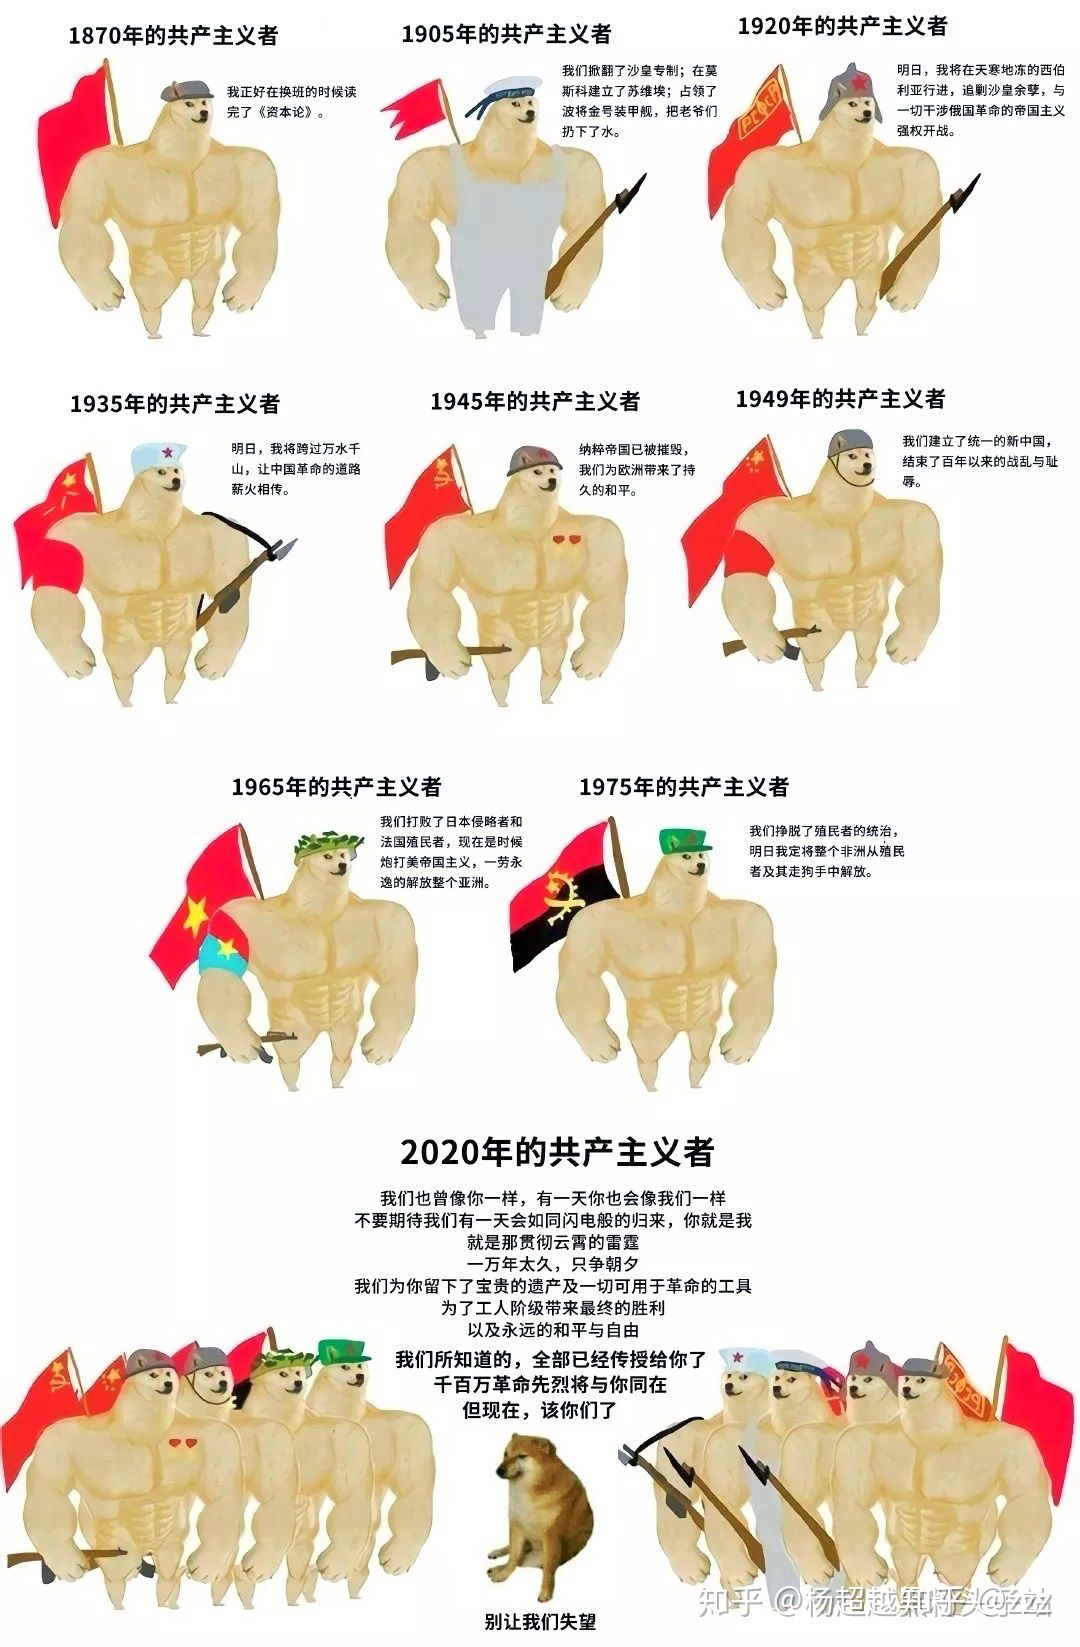 1870年的共产主义者
我正好在换班的时候读
完了《资本论》。
1905年的共产主义者
我们掀翻了沙皇专制；在莫
斯科建立了苏维埃；占领了
波将金号装甲舰，把老爷们
扔下了水。
1920年的共产主义者
明日，我将在天寒地冻的西伯
利亚行进，追剿沙皇余孽，与
一切干涉俄国革命的帝国主义
强权开战。
РСФСР
1935年的共产主义者
明日，我将跨过万水千
山，让中国革命的道路
薪火相传。
1945年的共产主义者
纳粹帝国已被摧毁，
我们为欧洲带来了持
久的和平。
1949年的共产主义者
我们建立了统一的新中国，
结束了百年以来的战乱与耻
辱。
1965年的共产主义者
我们打败了日本侵略者和
法国殖民者，现在是时候
炮打美帝国主义，一劳永
逸的解放整个亚洲。
1975年的共产主义者
我们挣脱了殖民者的统治，
明日我定将整个非洲从殖民
者及其走狗手中解放。
2020年的共产主义者
我们也曾像你一样，有一天你也会像我们一样
不要期待我们有一天会如同闪电般的归来，你就是我
就是那贯彻云霄的雷霆
一万年太久，只争朝夕
我们为你留下了宝贵的遗产及一切可用于革命的工具
为了工人阶级带来最终的胜利
以及永远的和平与自由
我们所知道的，全部已经传授给你了
千百万革命先烈将与你同在
但现在，该你们了
别让我们失望
知乎 @杨超越